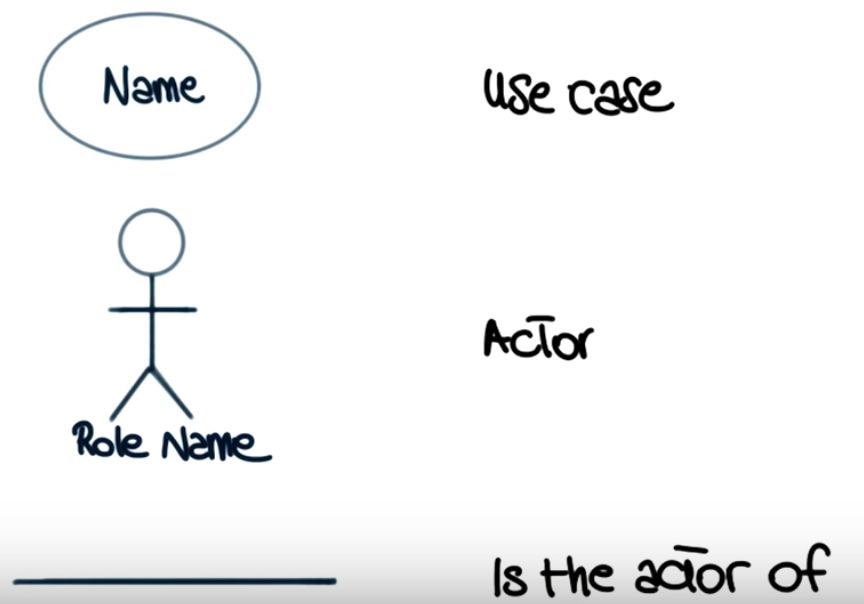 Name
Use case
Actor
Role Name
Is the actor of